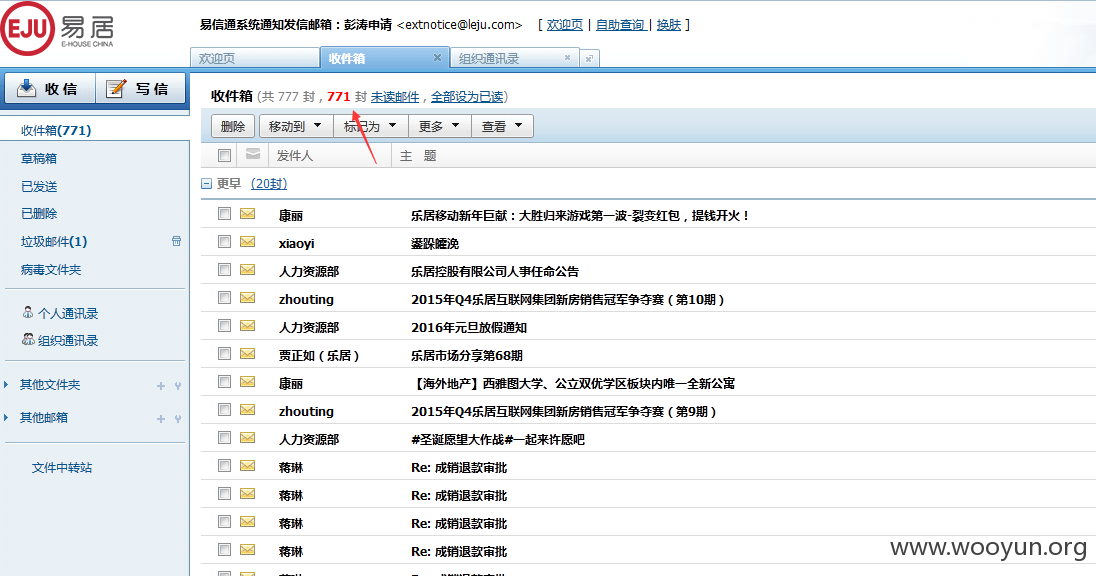 EJU 易居 E-HOUSE CHINA
易信通系统通知发信邮箱：彭涛申请 <extnotice@leju.com> [ 欢迎页 | 自助查询 | 换肤 ]
欢迎页 收件箱 组织通讯录
收信 写信
收件箱 (共 777 封，771 封 未读邮件，全部设为已读)
删除 移动到 标记为 更多 查看
发件人 主 题
更早 (20封)
收件箱(771)
草稿箱
已发送
已删除
垃圾邮件(1)
病毒文件夹
个人通讯录
组织通讯录
其他文件夹
其他邮箱
文件中转站
康丽 乐居移动新年巨献：大胜归来游戏第一波-裂变红包，提钱开火！
xiaoyi
人力资源部 乐居控股有限公司人事任命公告
zhouting 2015年Q4乐居互联网集团新房销售冠军争夺赛（第10期）
人力资源部 2016年元旦放假通知
贾正如（乐居） 乐居市场分享第68期
康丽 【海外地产】西雅图大学、公立双优学区板块内唯一全新公寓
zhouting 2015年Q4乐居互联网集团新房销售冠军争夺赛（第9期）
人力资源部 #圣诞愿望大作战#一起来许愿吧
蒋琳 Re: 成销退款审批
蒋琳 Re: 成销退款审批
蒋琳 Re: 成销退款审批
蒋琳 Re: 成销退款审批
www.wooyun.org